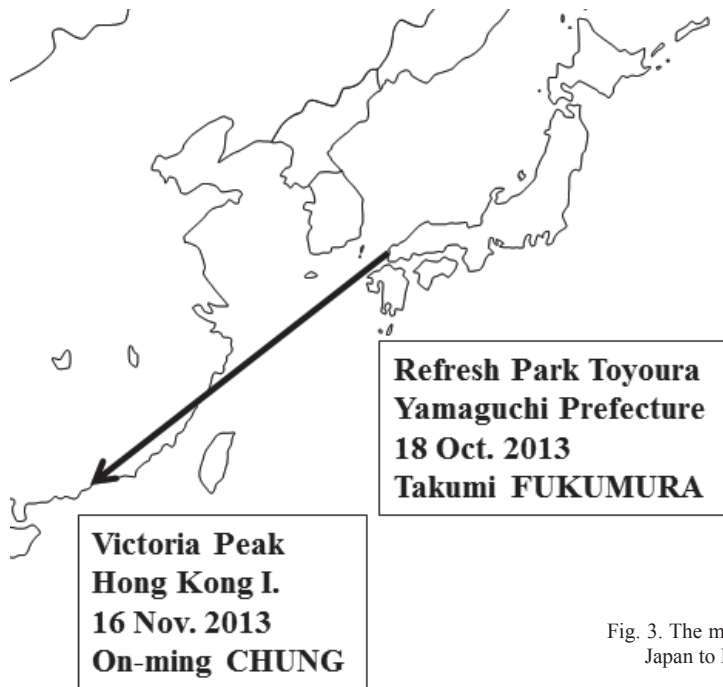 Refresh Park Toyoura
Yamaguchi Prefecture
18 Oct. 2013
Takumi FUKUMURA
Victoria Peak
Hong Kong I.
16 Nov. 2013
On-ming CHUNG
Fig. 3. The m
Japan to